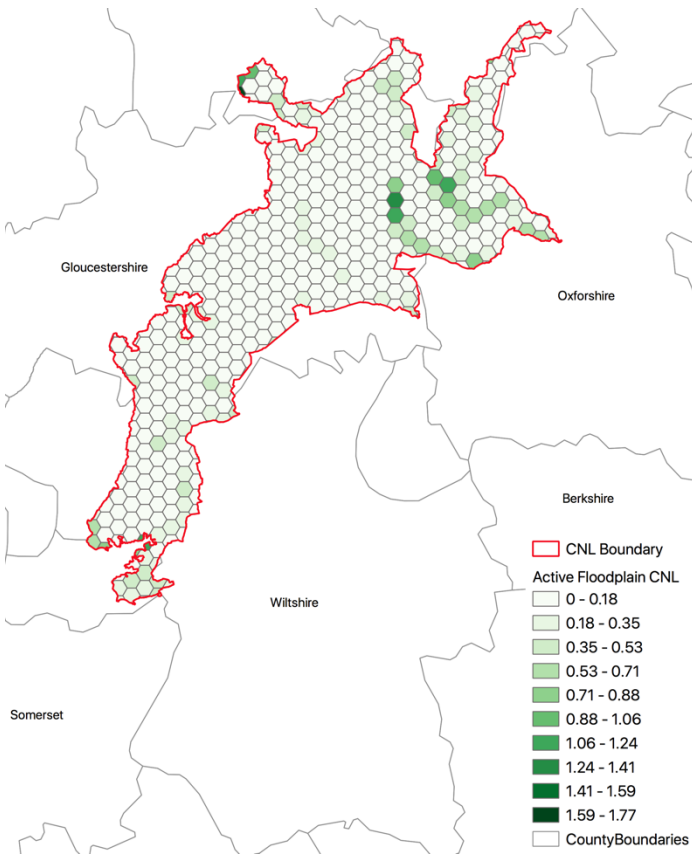 Gloucestershire
Oxforshire
Berkshire
Wiltshire
Somerset
CNL Boundary
Active Floodplain CNL
0 - 0.18
0.18 - 0.35
0.35 - 0.53
0.53 - 0.71
0.71 - 0.88
0.88 - 1.06
1.06 - 1.24
1.24 - 1.41
1.41 - 1.59
1.59 - 1.77
CountyBoundaries